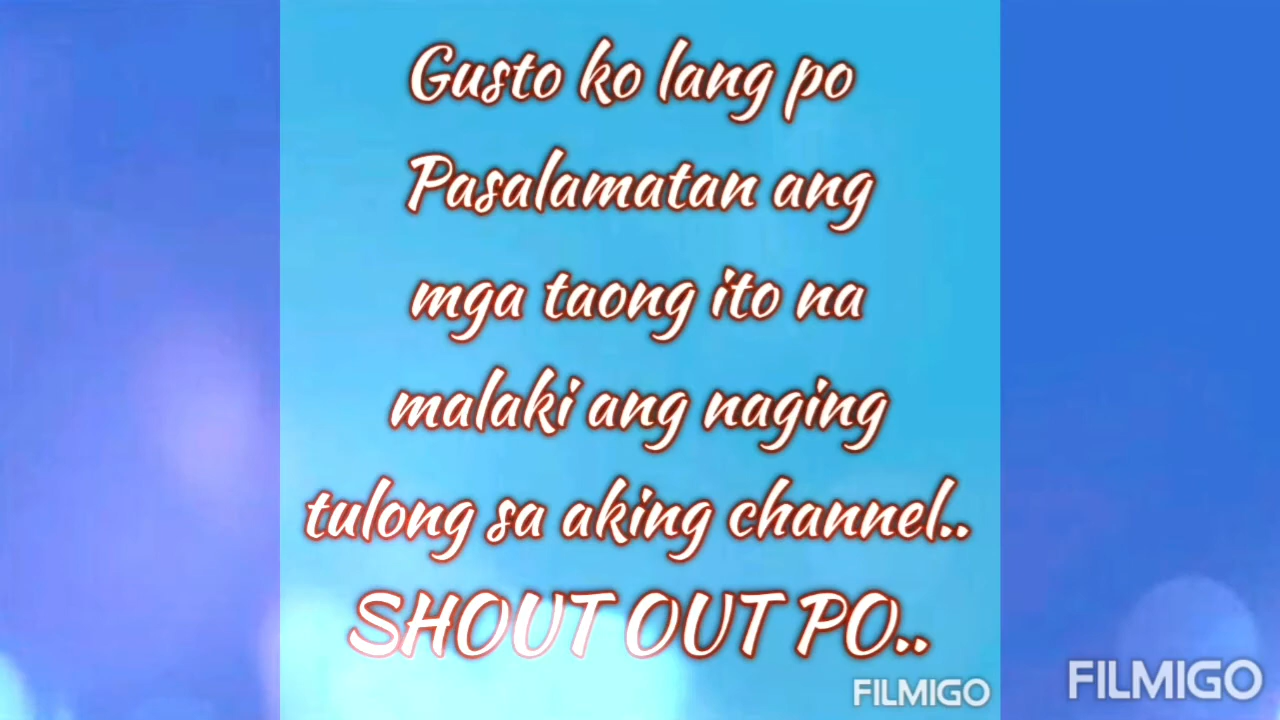 Gusto ko lang po
Pasalamatan ang
mga taong ito na
malaki ang naging
tulong sa aking channel..
SHOUT OUT PO..
FILMIGO
FILMIGO